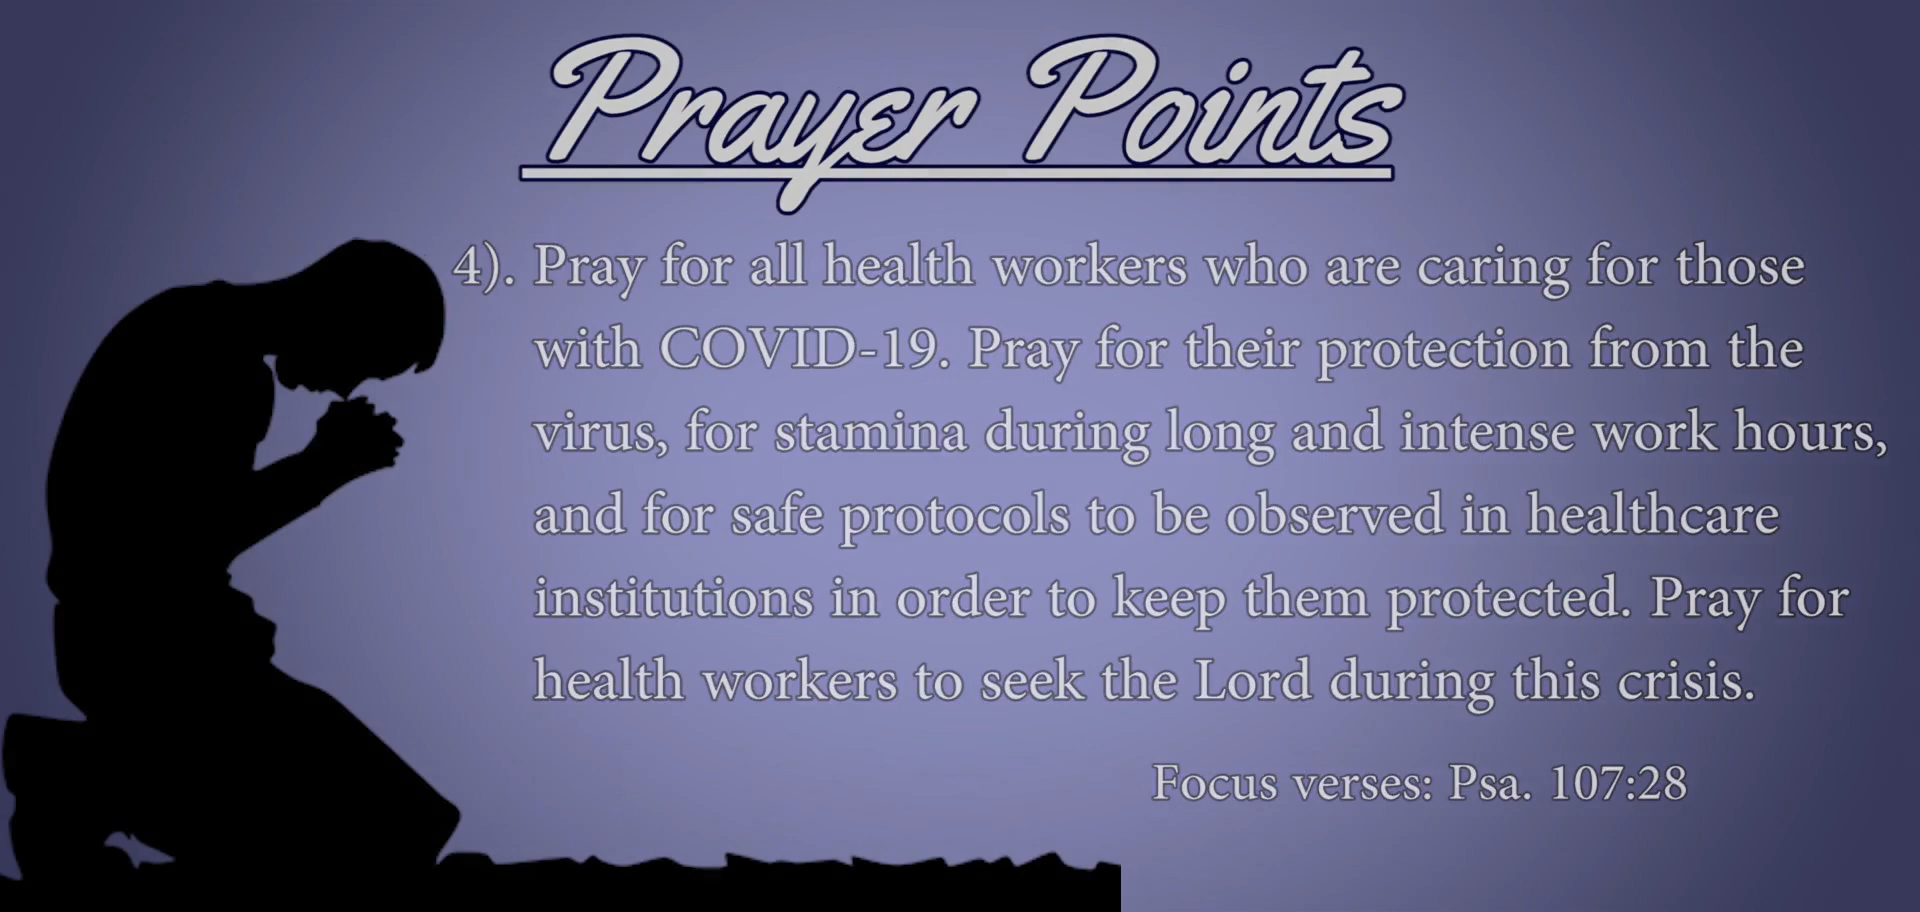 Prayer Points
4). Pray for all health workers who are caring for those
with COVID-19. Pray for their protection from the
virus, for stamina during long and intense work hours,
and for safe protocols to be observed in healthcare
institutions in order to keep them protected. Pray for
health workers to seek the Lord during this crisis.
Focus verses: Psa. 107:28